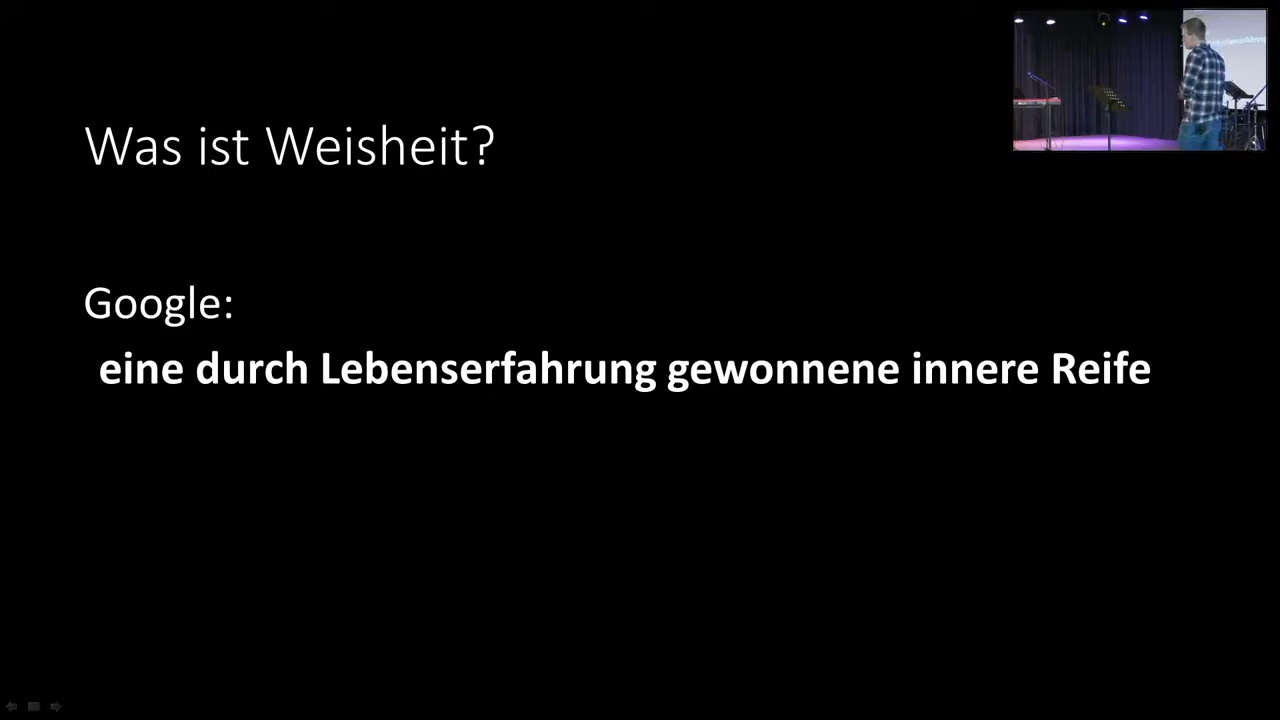 Was ist Weisheit?
Google:
eine durch Lebenserfahrung gewonnene innere Reife